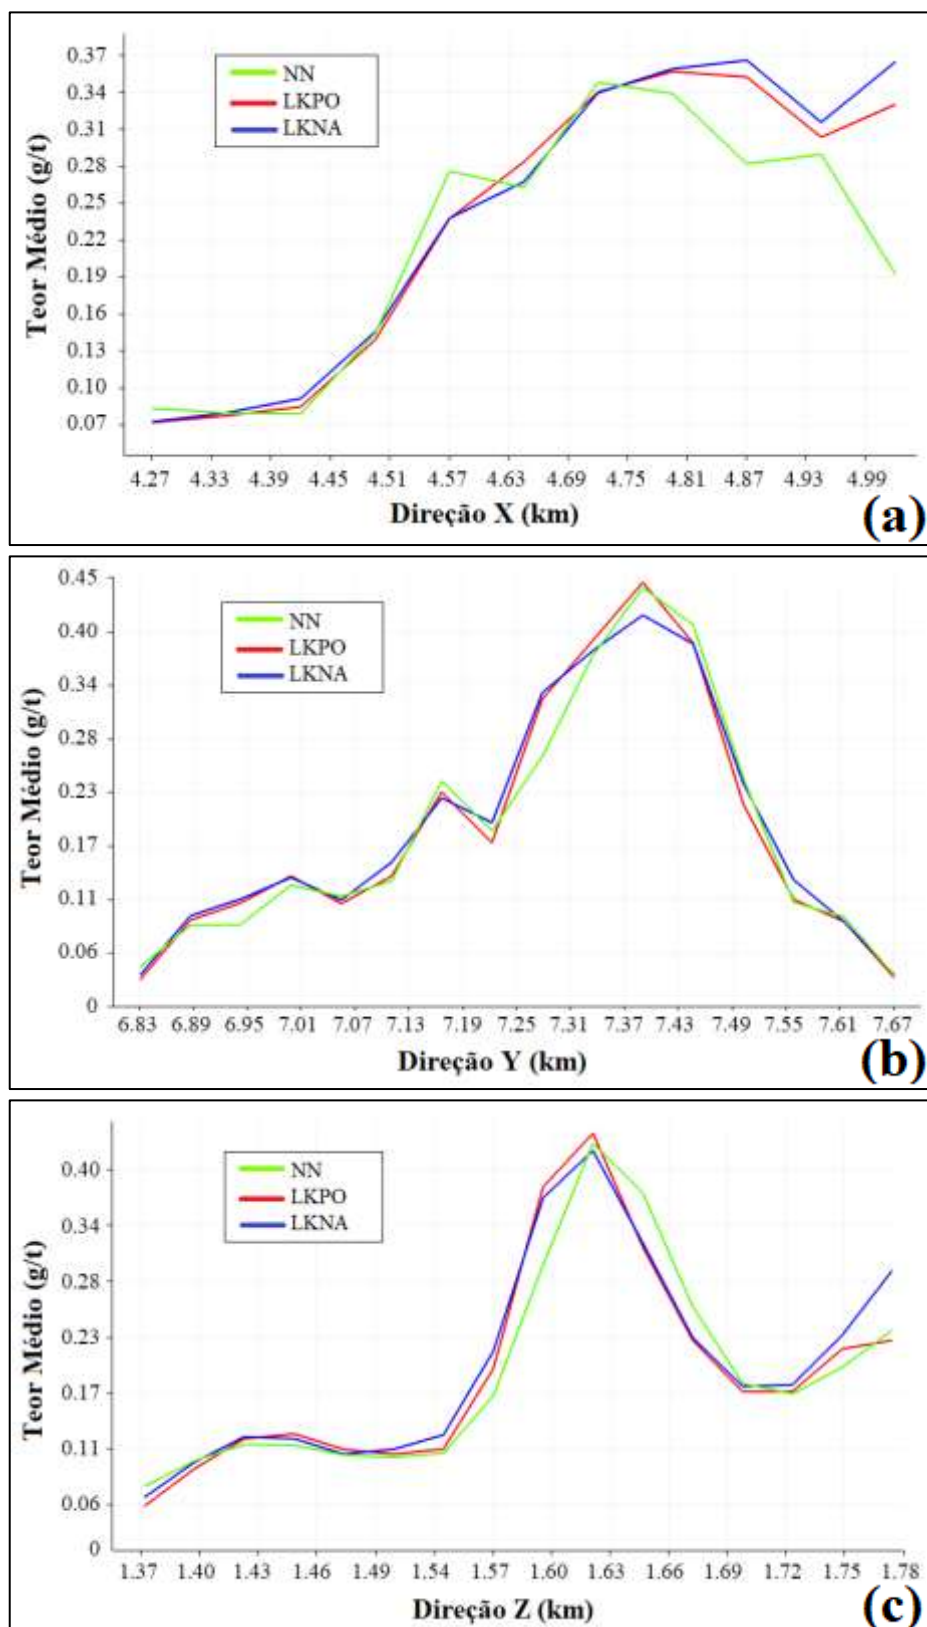 0.37
0.34
0.31
0.28
0.25
0.22
0.19
0.16
0.13
0.10
0.07
Teor Médio (g/t)
NN
LKPO
LKNA
4.27 4.33 4.39 4.45 4.51 4.57 4.63 4.69 4.75 4.81 4.87 4.93 4.99
Direção X (km)
(a)
0.45
0.40
0.34
0.28
0.23
0.17
0.11
0.06
0
Teor Médio (g/t)
NN
LKPO
LKNA
6.83 6.89 6.95 7.01 7.07 7.13 7.19 7.25 7.31 7.37 7.43 7.49 7.55 7.61 7.67
Direção Y (km)
(b)
0.40
0.34
0.28
0.23
0.17
0.11
0.06
0
Teor Médio (g/t)
NN
LKPO
LKNA
1.37 1.40 1.43 1.46 1.49 1.54 1.57 1.60 1.63 1.66 1.69 1.72 1.75 1.78
Direção Z (km)
(c)